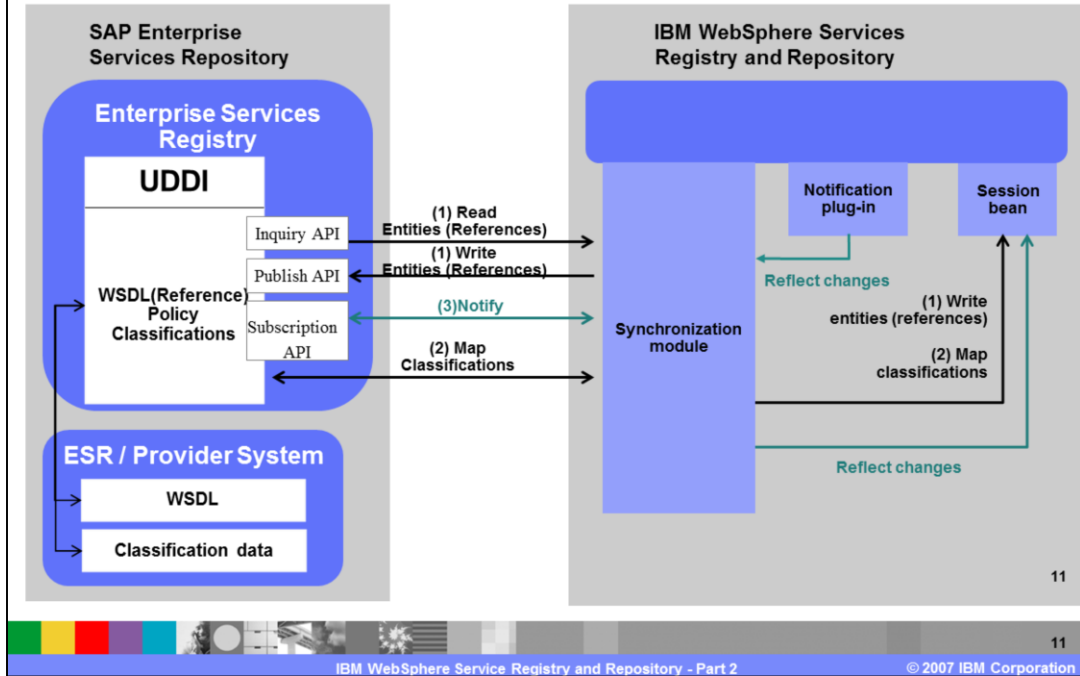 SAP Enterprise
Services Repository
Enterprise Services
Registry
UDDI
WSDL(Reference)
Policy
Classifications
Inquiry API
Publish API
Subscription
API
ESR / Provider System
WSDL
Classification data
(1) Read
Entities (References)
(1) Write
Entities (References)
(3)Notify
(2) Map
Classifications
IBM WebSphere Services
Registry and Repository
Synchronization
module
Notification
plug-in
Session
bean
Reflect changes
(1) Write
entities (references)
(2) Map
classifications
Reflect changes
11
11
IBM WebSphere Service Registry and Repository - Part 2
© 2007 IBM Corporation